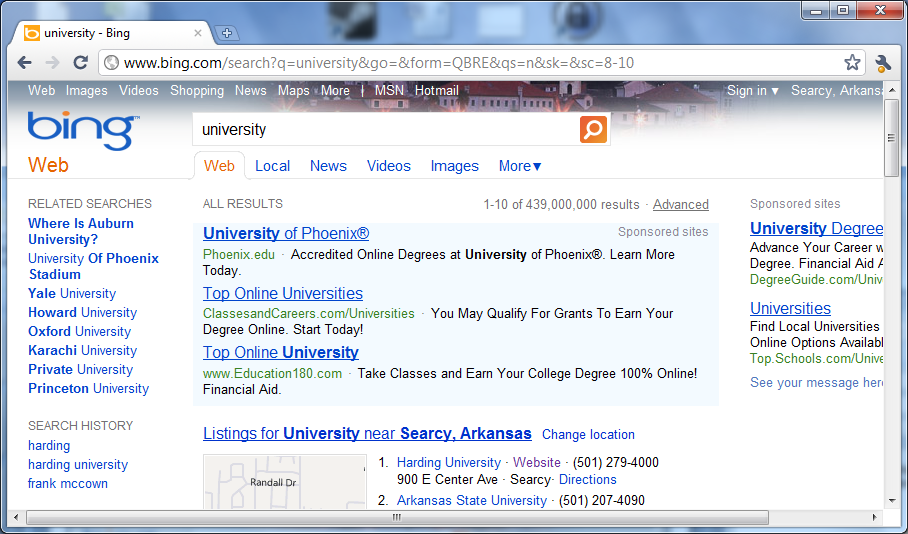 university - Bing
www.bing.com/search?q=university&go=&form=QBRE&qs=n&sk=&sc=8-10
Web Images Videos Shopping News Maps More | MSN Hotmail
Sign in ▾ Searcy, Arkansa
bing™
university
Web
Web Local News Videos Images More▾
RELATED SEARCHES
Where Is Auburn
University?
University Of Phoenix
Stadium
Yale University
Howard University
Oxford University
Karachi University
Private University
Princeton University
SEARCH HISTORY
harding
harding university
frank mccown
ALL RESULTS
1-10 of 439,000,000 results · Advanced
University of Phoenix®
Sponsored sites
Phoenix.edu · Accredited Online Degrees at University of Phoenix®. Learn More
Today.
Top Online Universities
ClassesandCareers.com/Universities · You May Qualify For Grants To Earn Your
Degree Online. Start Today!
Top Online University
www.Education180.com · Take Classes and Earn Your College Degree 100% Online!
Financial Aid.
Listings for University near Searcy, Arkansas Change location
Randall Dr
1. Harding University · Website · (501) 279-4000
900 E Center Ave · Searcy · Directions
2. Arkansas State University · (501) 207-4090
Sponsored sites
University Degree
Advance Your Career w
Degree. Financial Aid A
DegreeGuide.com/Univ
Universities
Find Local Universities
Online Options Availab
Top.Schools.com/Unive
See your message here